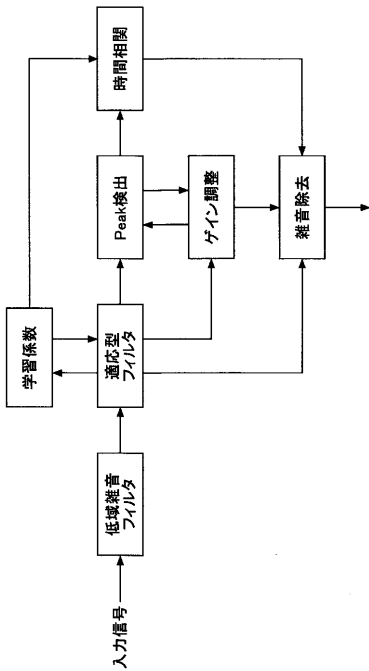 入力信号
低域雑音
フィルタ
学習係数
適応型
フィルタ
Peak検出
ゲイン調整
時間相関
雑音除去